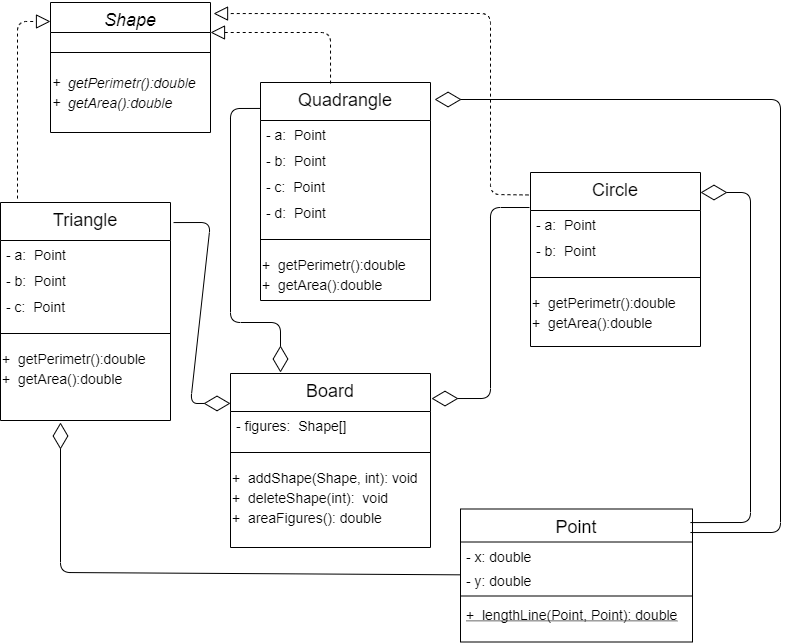 Shape
+ getPerimetr():double
+ getArea():double
Quadrangle
- a: Point
- b: Point
- c: Point
- d: Point
+ getPerimetr():double
+ getArea():double
Circle
- a: Point
- b: Point
+ getPerimetr():double
+ getArea():double
Triangle
- a: Point
- b: Point
- c: Point
+ getPerimetr():double
+ getArea():double
Board
- figures: Shape[]
+ addShape(Shape, int): void
+ deleteShape(int): void
+ areaFigures(): double
Point
- x: double
- y: double
+ lengthLine(Point, Point): double